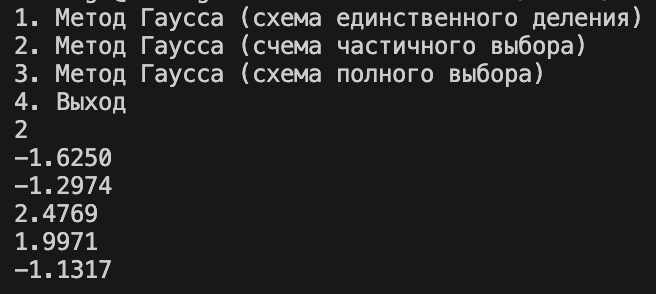 1. Метод Гаусса (схема единственного деления)
2. Метод Гаусса (счема частичного выбора)
3. Метод Гаусса (схема полного выбора)
4. Выход
2
-1.6250
-1.2974
2.4769
1.9971
-1.1317